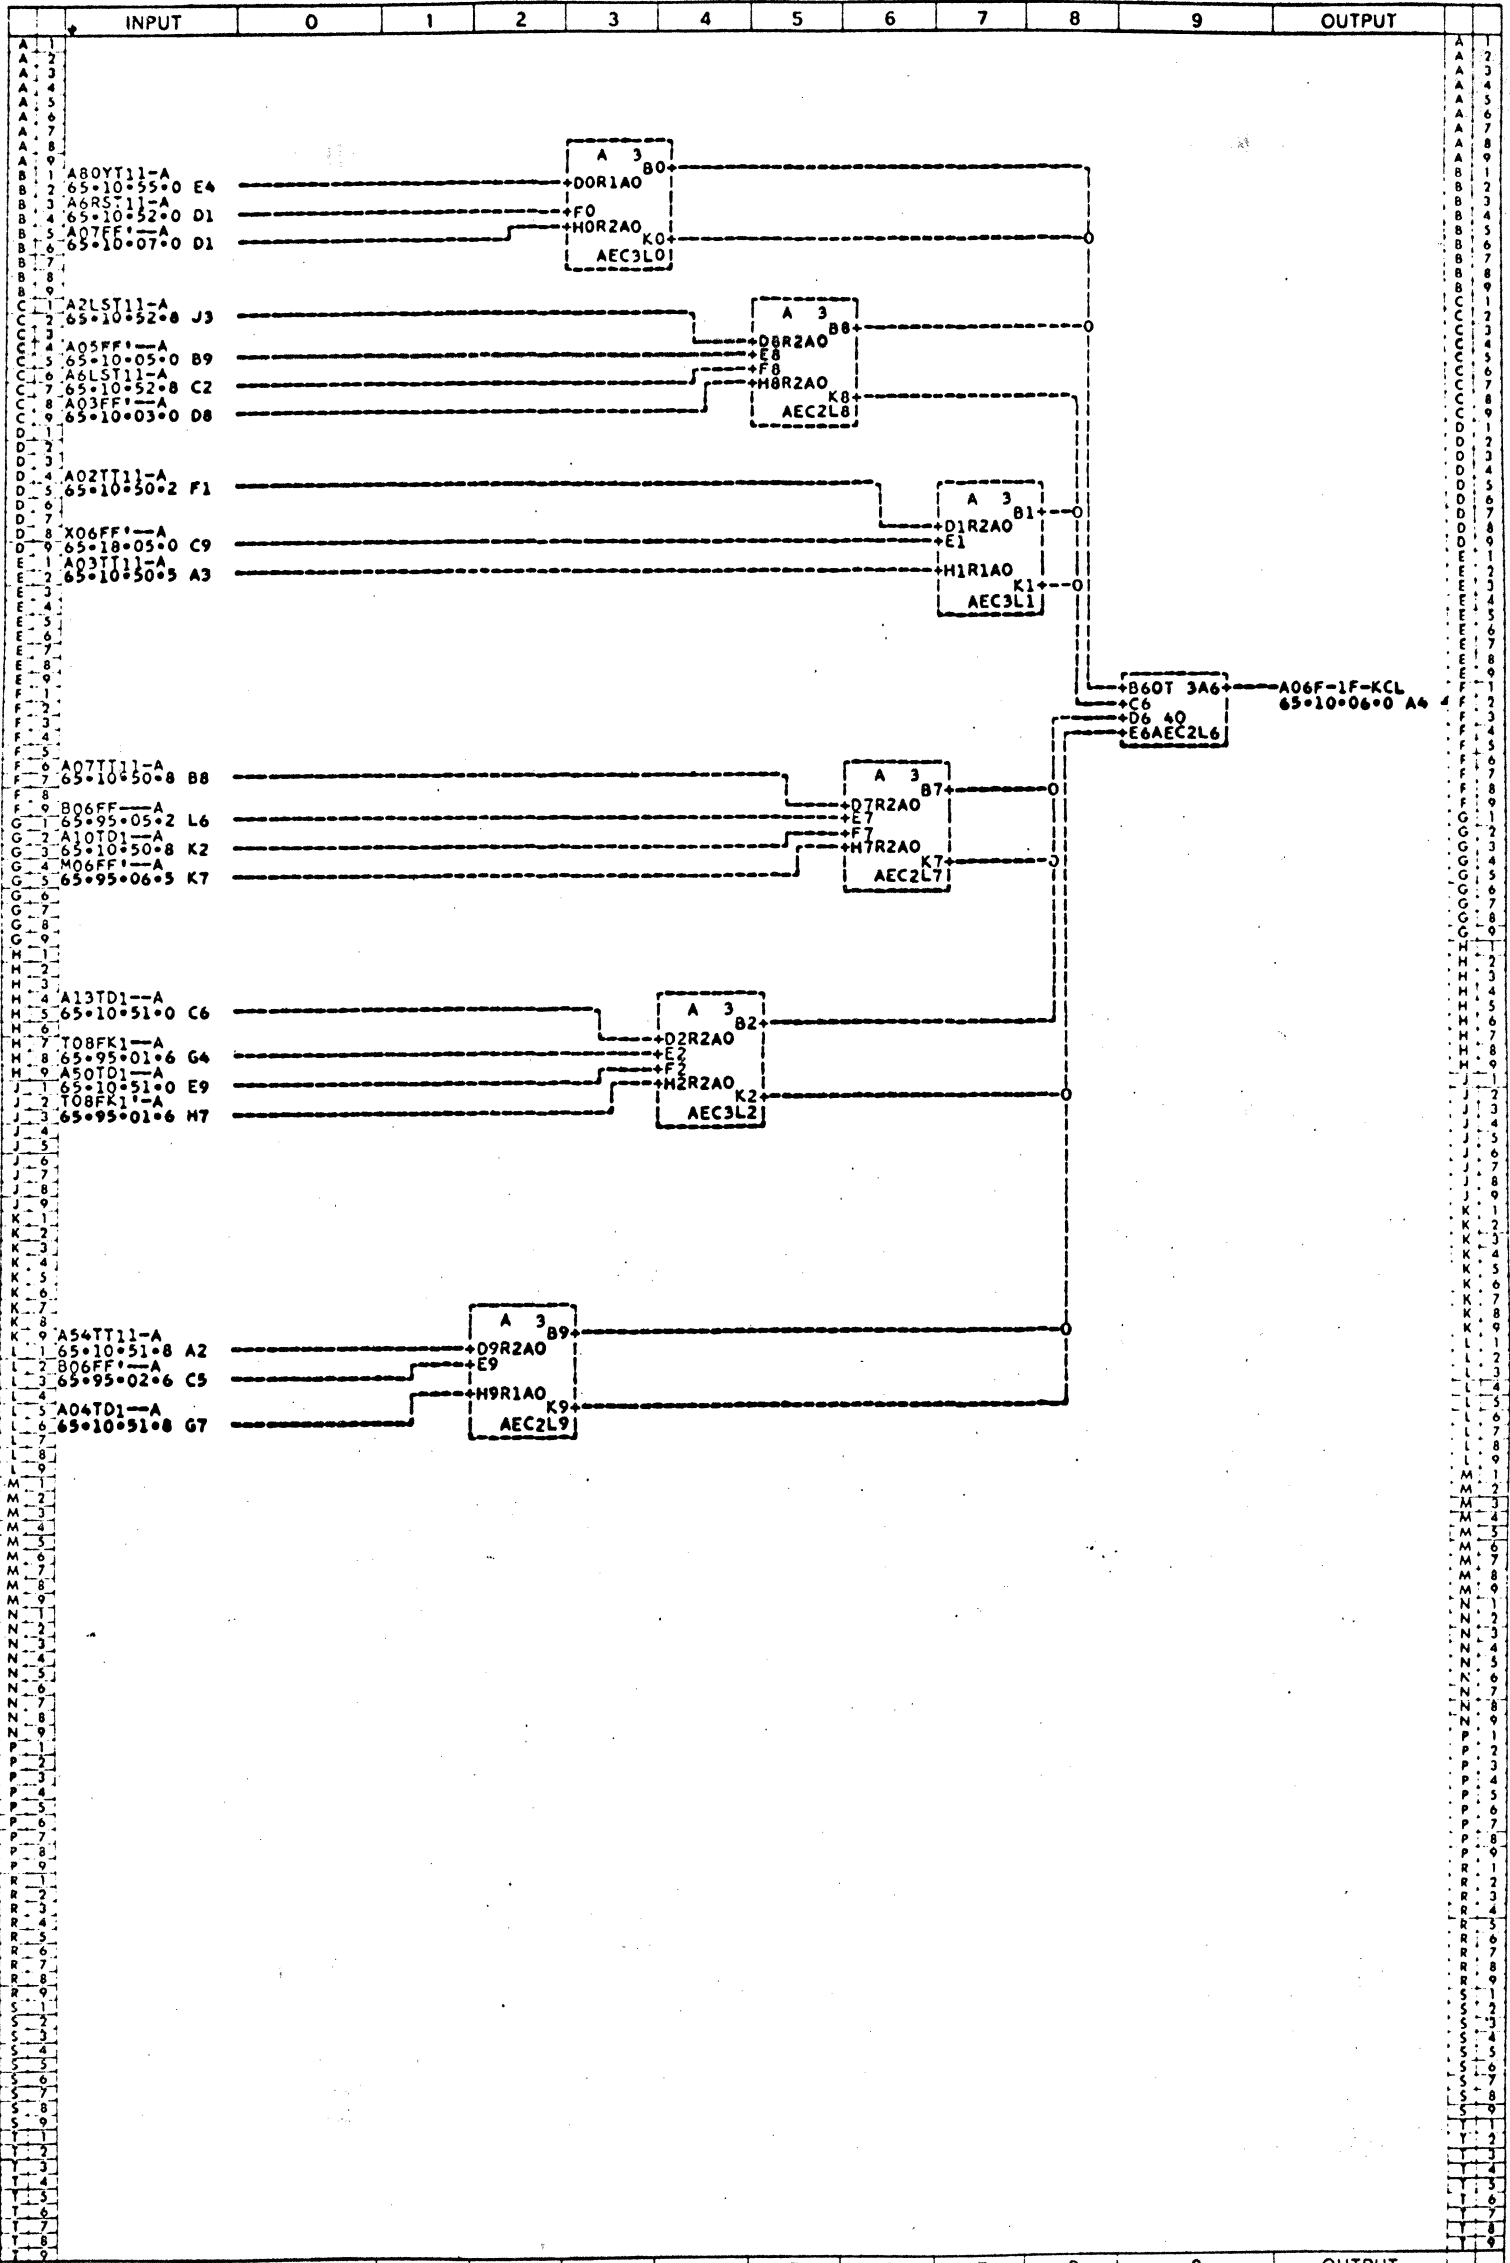 INPUT 0 1 2 3 4 5 6 7 8 9 OUTPUT
A 3
B0
A80YT11-A
65•10•55•0 E4
D0R1A0
A6RST11-A
65•10•52•0 D1
F0
A07FF'--A
65•10•07•0 D1
H0R2A0
K0
AEC3L0
A2LST11-A
65•10•52•8 J3
A 3
B8
D8R2A0
A05FF'--A
65•10•05•0 B9
E8
A6LST11-A
65•10•52•8 C2
F8
H8R2A0
A03FF'--A
65•10•03•0 D8
K8
AEC2L8
A02TT11-A
65•10•50•2 F1
A 3
B1
D1R2A0
X06FF'--A
65•18•05•0 C9
E1
A03TT11-A
65•10•50•5 A3
H1R1A0
K1
AEC3L1
B6OT 3A6
A06F-1F-KCL
C6
65•10•06•0 A4
D6 40
E6AEC2L6
A07TT11-A
65•10•50•8 B8
A 3
B7
D7R2A0
B06FF---A
65•95•05•2 L6
E7
A10TD1--A
65•10•50•8 K2
F7
H7R2A0
M06FF'--A
65•95•06•5 K7
K7
AEC2L7
A13TD1--A
65•10•51•0 C6
A 3
B2
D2R2A0
T08FK1--A
65•95•01•6 G4
E2
A50TD1--A
65•10•51•0 E9
F2
H2R2A0
T08FK1'-A
65•95•01•6 H7
K2
AEC3L2
A 3
B9
A54TT11-A
65•10•51•8 A2
D9R2A0
B06FF'--A
65•95•02•6 C5
E9
H9R1A0
A04TD1--A
65•10•51•8 G7
K9
AEC2L9